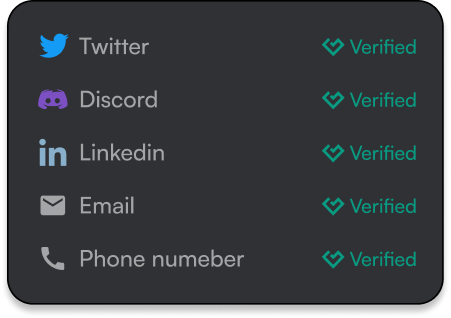 Twitter Verified
Discord Verified
Linkedin Verified
Email Verified
Phone numeber Verified